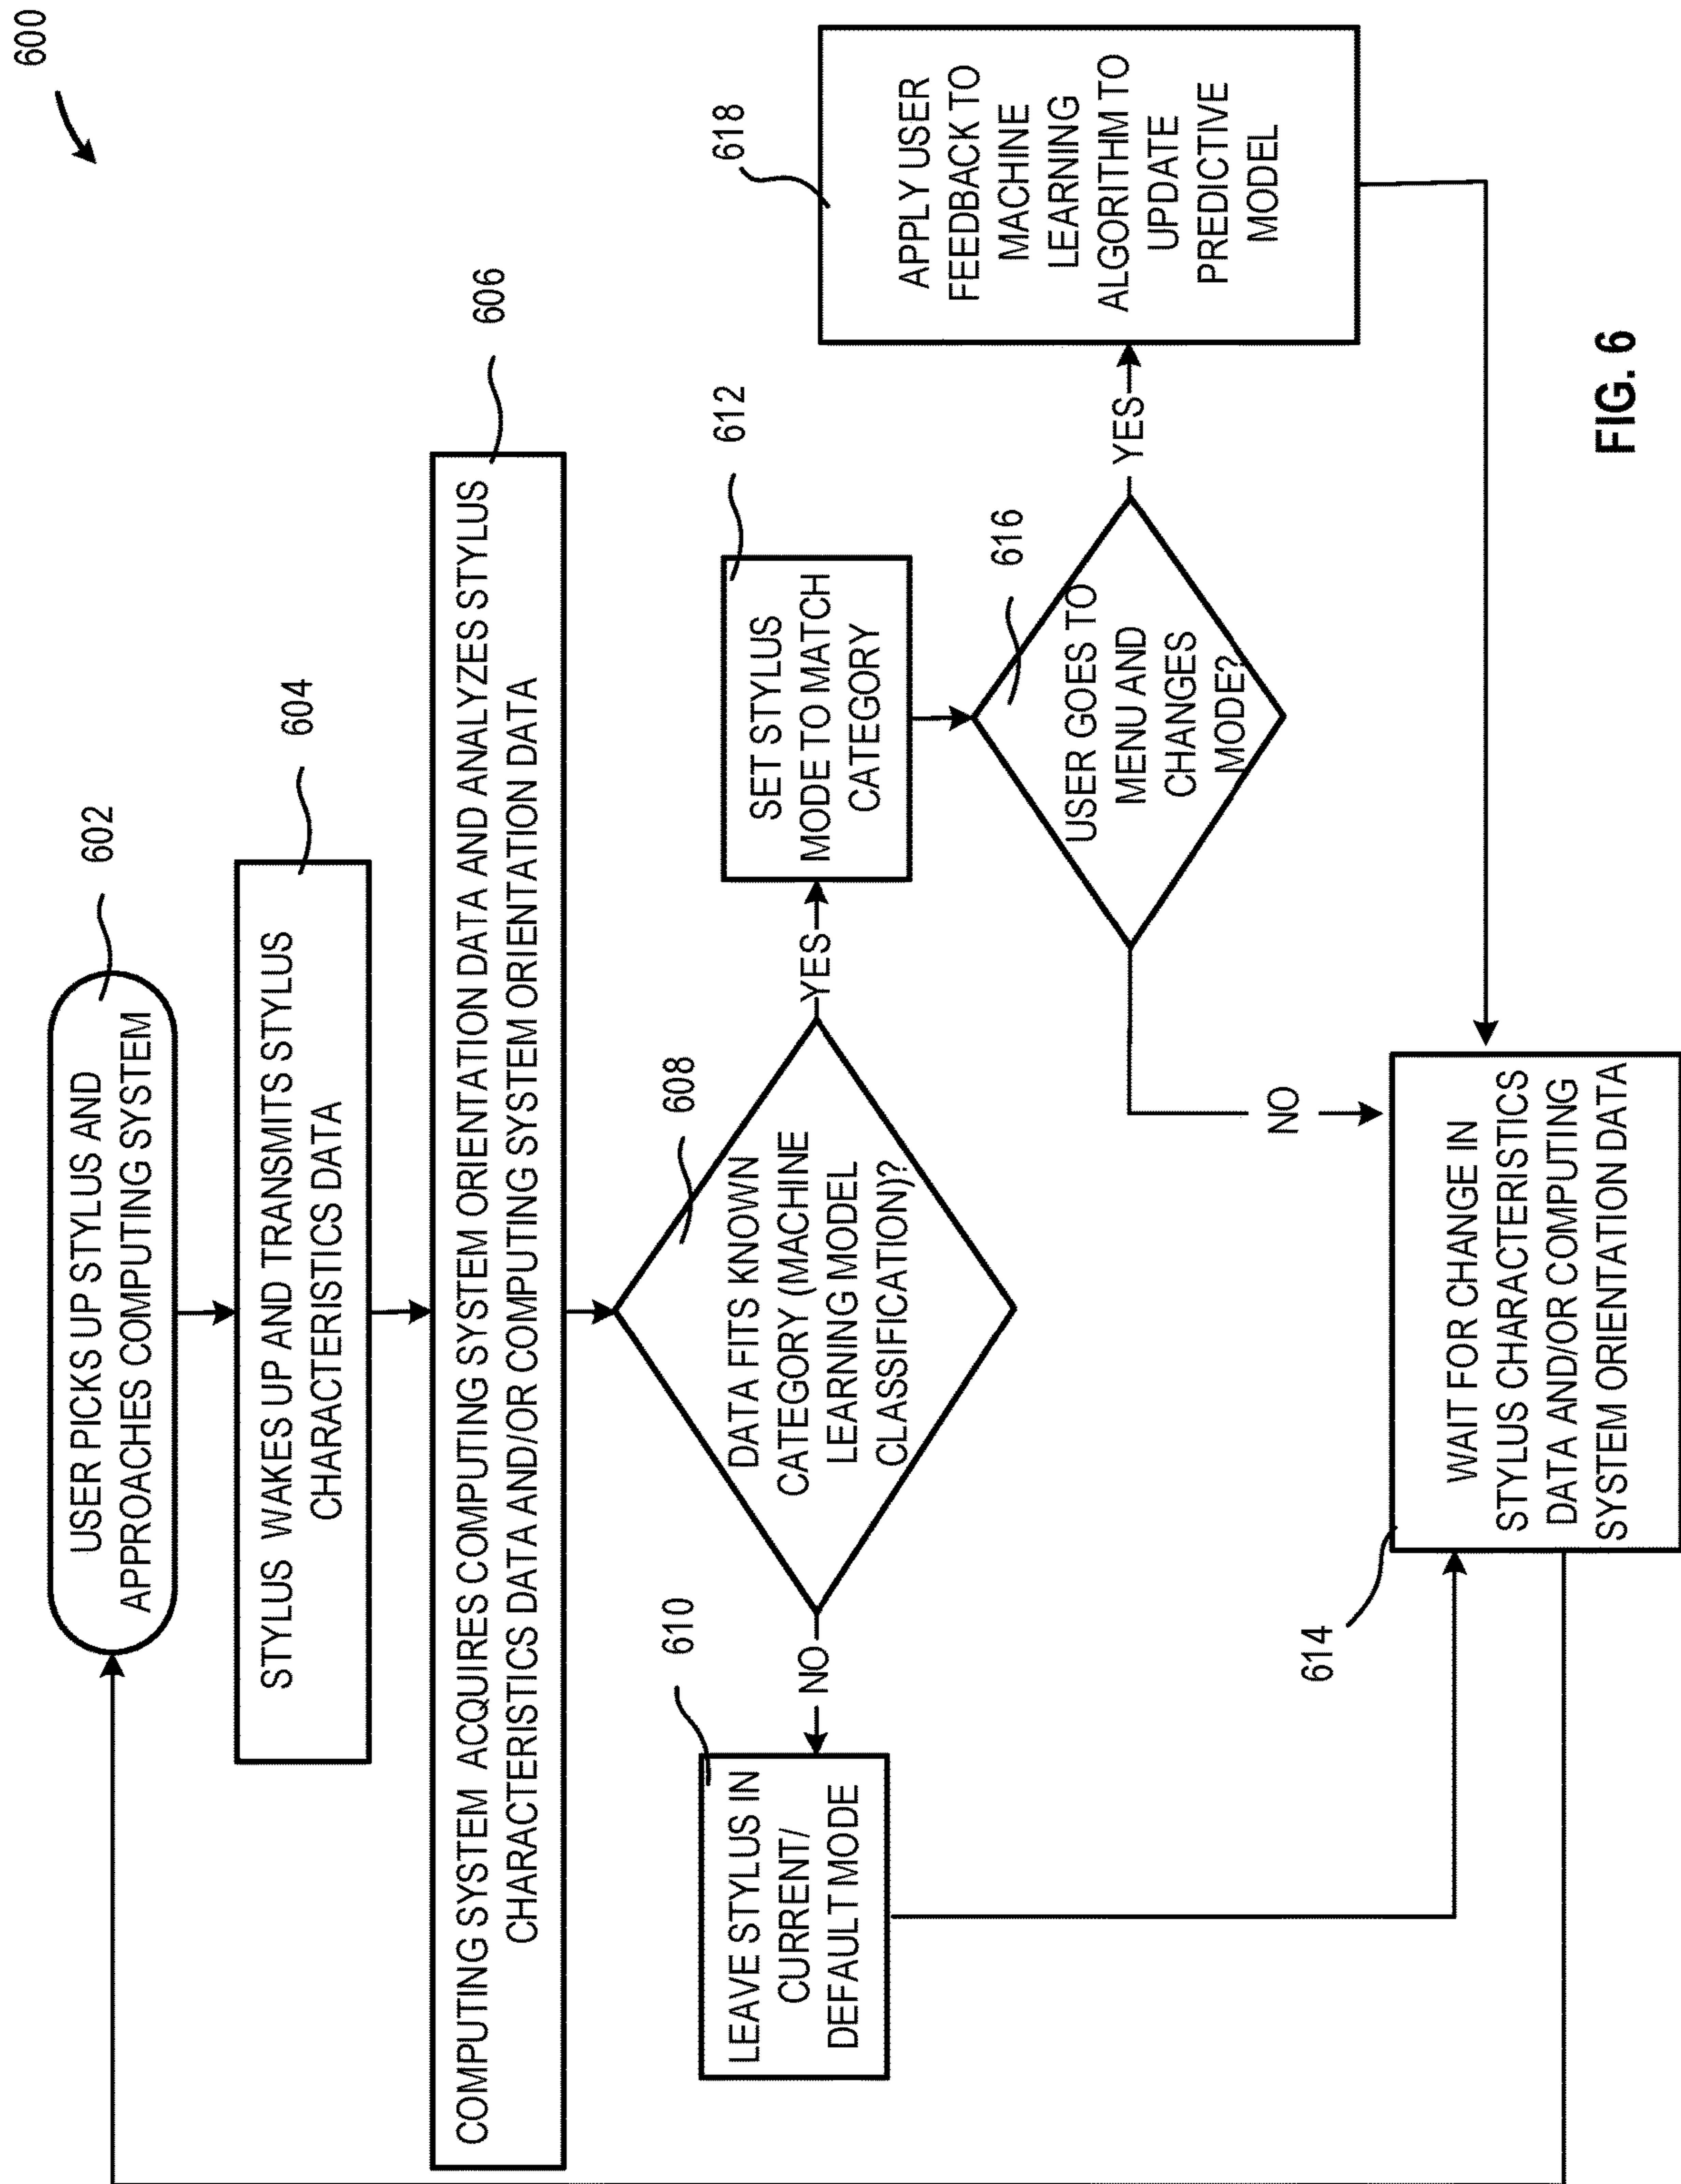 600
602
USER PICKS UP STYLUS AND
APPROACHES COMPUTING SYSTEM
604
STYLUS WAKES UP AND TRANSMITS STYLUS
CHARACTERISTICS DATA
606
COMPUTING SYSTEM ACQUIRES COMPUTING SYSTEM ORIENTATION DATA AND ANALYZES STYLUS
CHARACTERISTICS DATA AND/OR COMPUTING SYSTEM ORIENTATION DATA
608
DATA FITS KNOWN
CATEGORY (MACHINE
LEARNING MODEL
CLASSIFICATION)?
NO
YES
610
LEAVE STYLUS IN
CURRENT/
DEFAULT MODE
612
SET STYLUS
MODE TO MATCH
CATEGORY
616
USER GOES TO
MENU AND
CHANGES
MODE?
YES
NO
618
APPLY USER
FEEDBACK TO
MACHINE
LEARNING
ALGORITHM TO
UPDATE
PREDICTIVE
MODEL
614
WAIT FOR CHANGE IN
STYLUS CHARACTERISTICS
DATA AND/OR COMPUTING
SYSTEM ORIENTATION DATA
FIG. 6